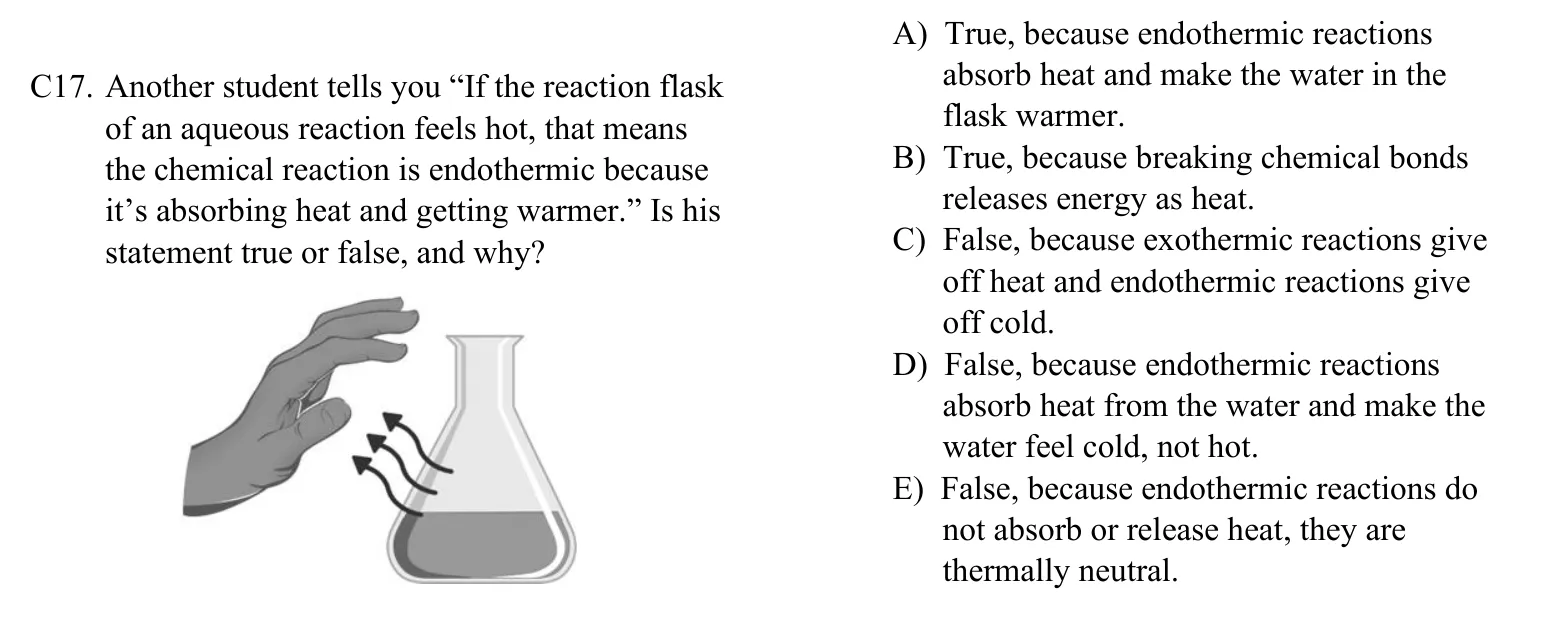 C17. Another student tells you “If the reaction flask
of an aqueous reaction feels hot, that means
the chemical reaction is endothermic because
it’s absorbing heat and getting warmer.” Is his
statement true or false, and why?
A) True, because endothermic reactions
absorb heat and make the water in the
flask warmer.
B) True, because breaking chemical bonds
releases energy as heat.
C) False, because exothermic reactions give
off heat and endothermic reactions give
off cold.
D) False, because endothermic reactions
absorb heat from the water and make the
water feel cold, not hot.
E) False, because endothermic reactions do
not absorb or release heat, they are
thermally neutral.